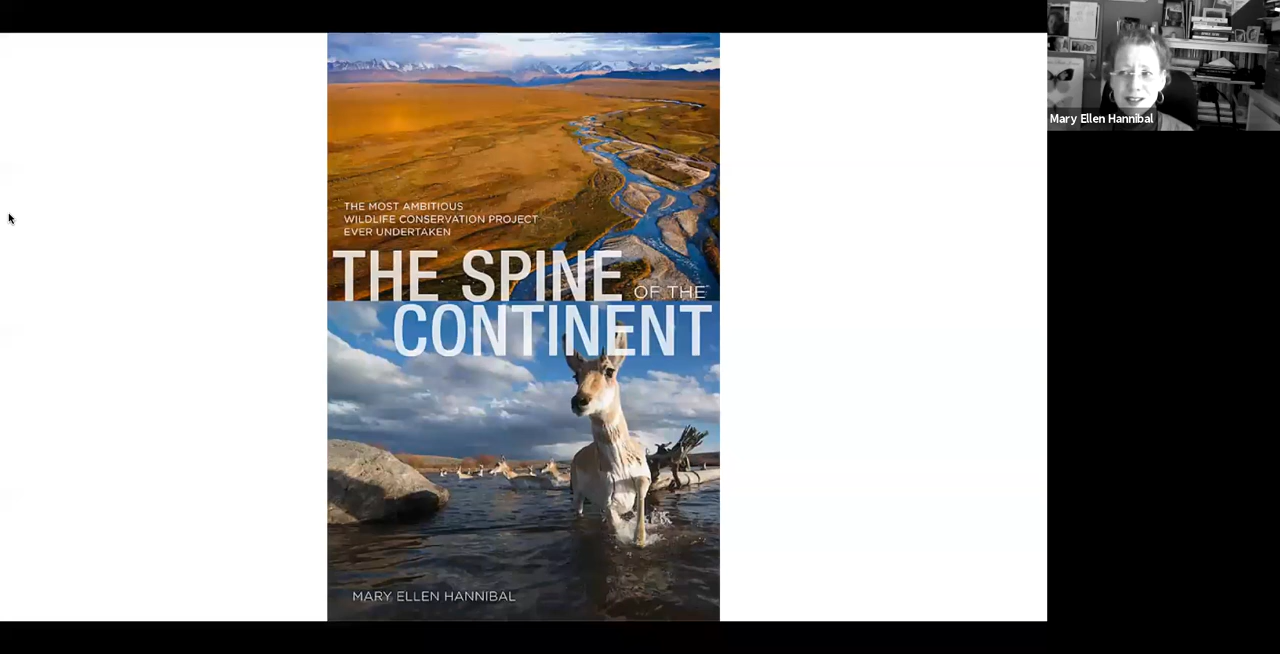 THE MOST AMBITIOUS
WILDLIFE CONSERVATION PROJECT
EVER UNDERTAKEN
THE SPINE OF THE
CONTINENT
MARY ELLEN HANNIBAL
Mary Ellen Hannibal